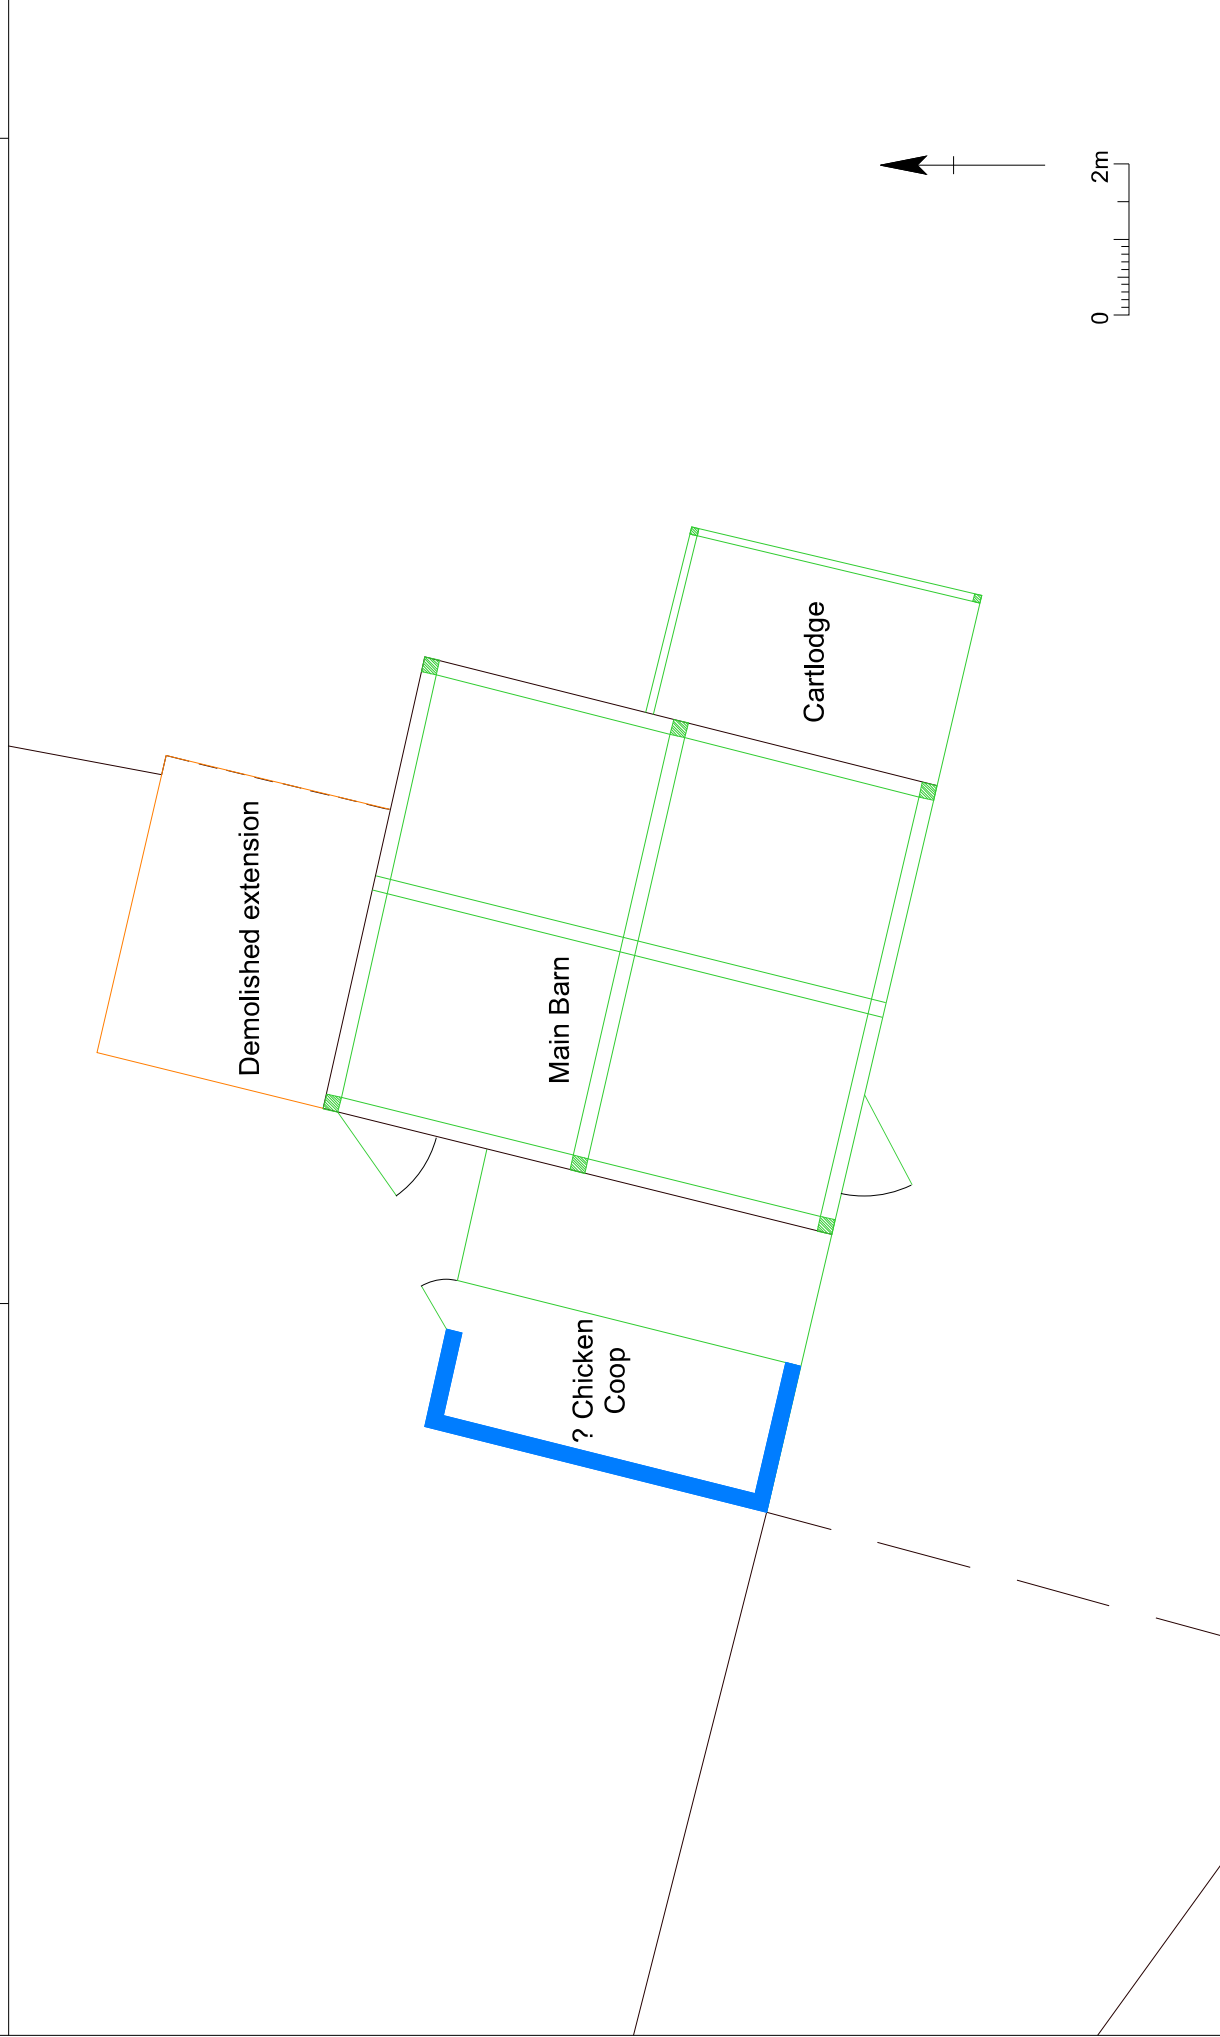 Demolished extension
Main Barn
? Chicken
Coop
Cartlodge
0
2m